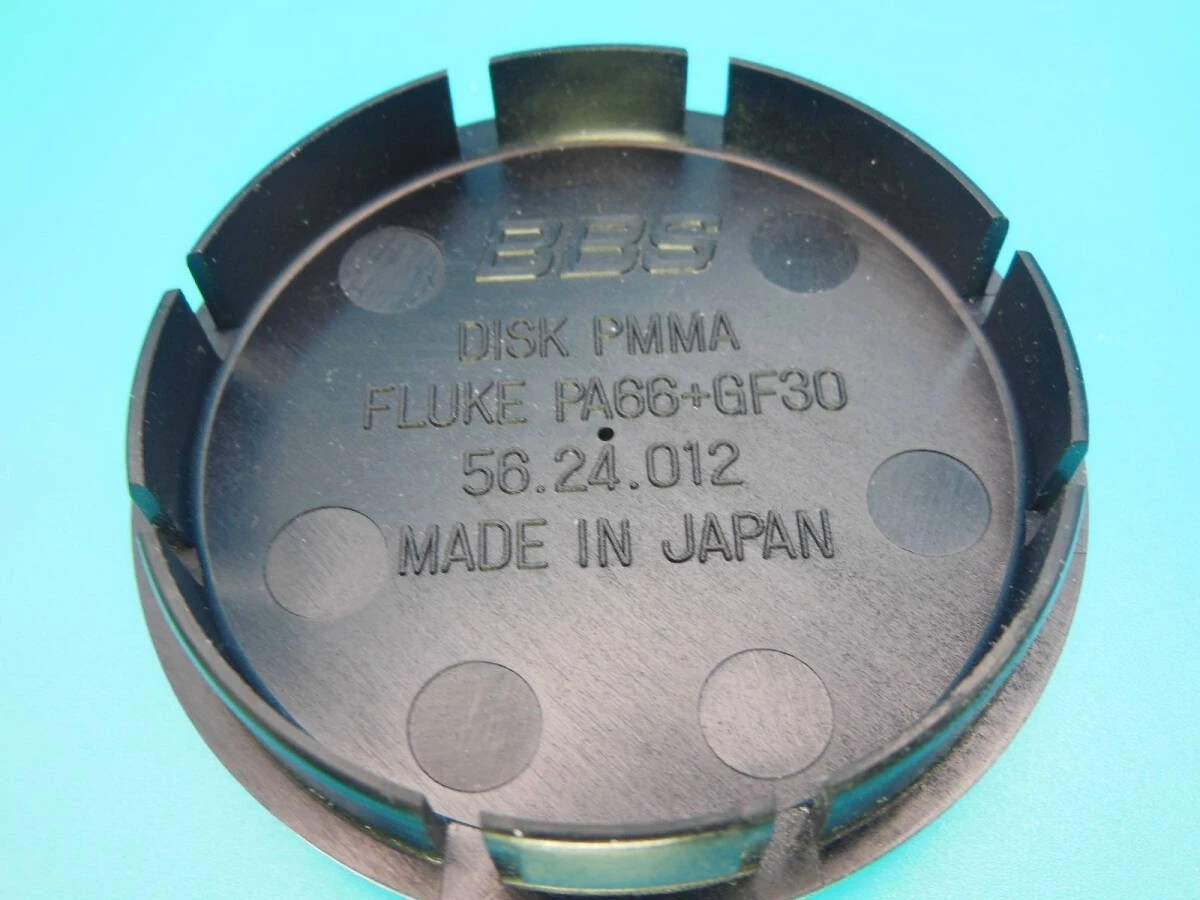 BBS
DISK PMMA
FLUKE PA66+GF30
56.24.012
MADE IN JAPAN